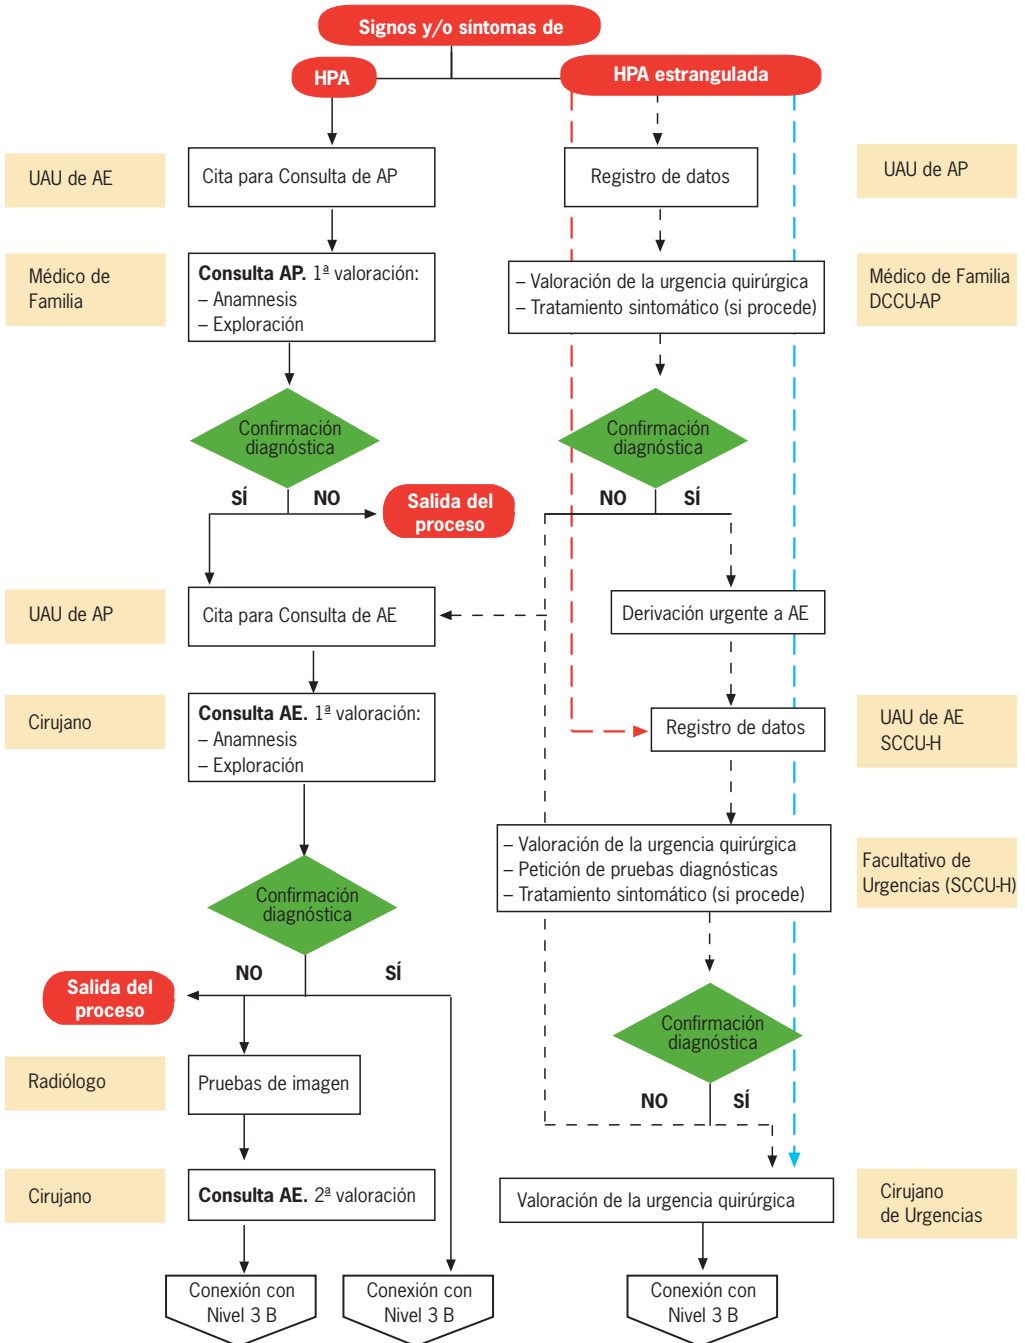 Signos y/o síntomas de
HPA
HPA estrangulada
UAU de AE
Cita para Consulta de AP
Registro de datos
UAU de AP
Médico de
Familia
Consulta AP. 1ª valoración:
– Anamnesis
– Exploración
– Valoración de la urgencia quirúrgica
– Tratamiento sintomático (si procede)
Médico de Familia
DCCU-AP
Confirmación
diagnóstica
Confirmación
diagnóstica
SÍ
NO
Salida del
proceso
NO
SÍ
UAU de AP
Cita para Consulta de AE
Derivación urgente a AE
Cirujano
Consulta AE. 1ª valoración:
– Anamnesis
– Exploración
Registro de datos
UAU de AE
SCCU-H
– Valoración de la urgencia quirúrgica
– Petición de pruebas diagnósticas
– Tratamiento sintomático (si procede)
Facultativo de
Urgencias (SCCU-H)
Confirmación
diagnóstica
NO
SÍ
Salida del
proceso
Confirmación
diagnóstica
Radiólogo
Pruebas de imagen
NO
SÍ
Cirujano
Consulta AE. 2ª valoración
Valoración de la urgencia quirúrgica
Cirujano
de Urgencias
Conexión con
Nivel 3 B
Conexión con
Nivel 3 B
Conexión con
Nivel 3 B